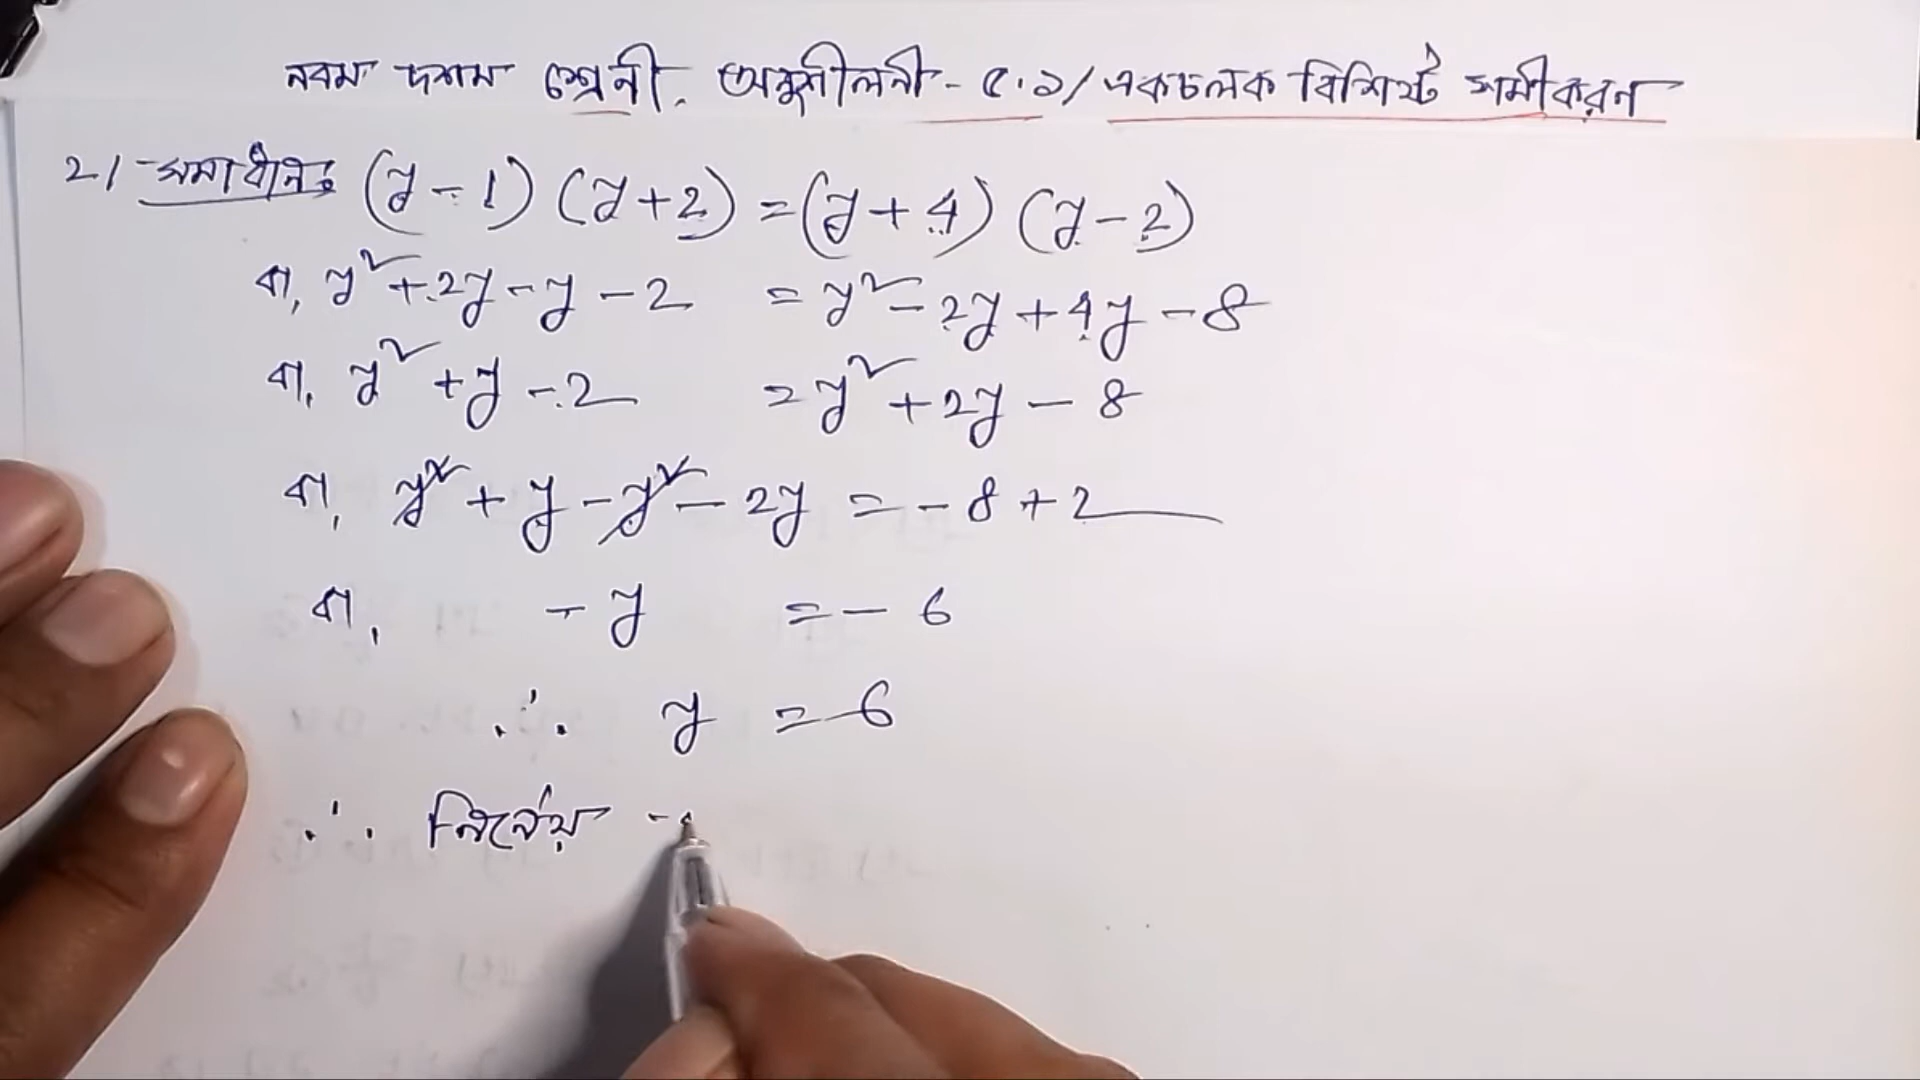 নবম দশম শ্রেনী. অনুশীলনী - ৫.১/একচলক বিশিষ্ট সমীকরণ
2। সমাধানঃ (y-1) (y+2) = (y+4) (y-2)
বা, y²+2y-y-2 = y²-2y+4y-8
বা, y²+y-2 = y²+2y-8
বা, y²+y-y²-2y = -8+2
বা, -y = -6
∴ y = 6
∴ নির্ণেয়